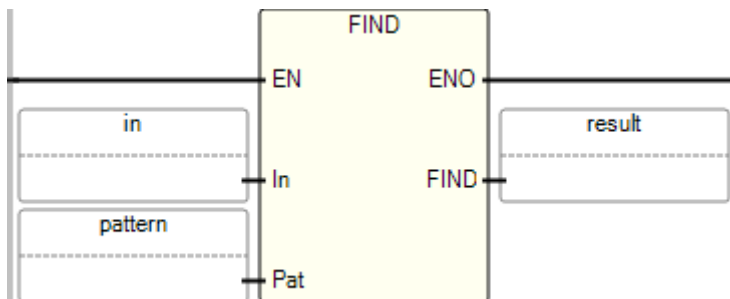 FIND
EN ENO
in result
In FIND
pattern
Pat